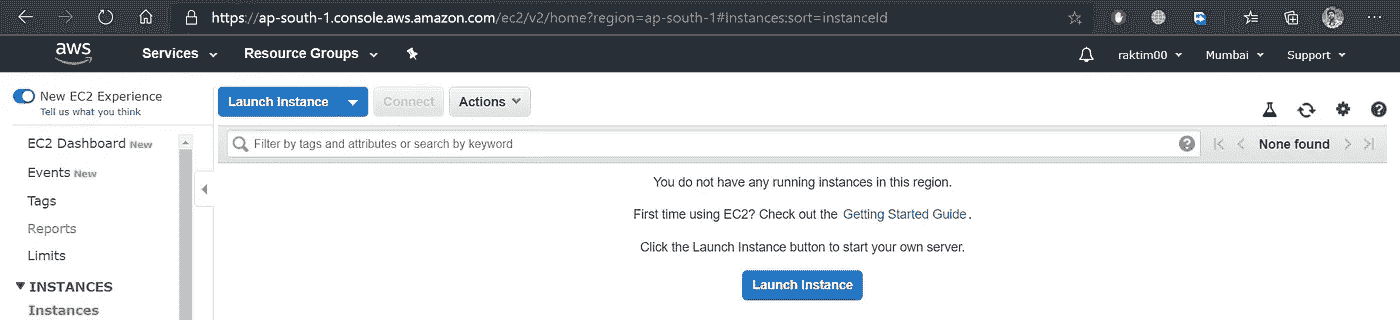 https://ap-south-1.console.aws.amazon.com/ec2/v2/home?region=ap-south-1#Instances:sort=instanceId
aws Services Resource Groups raktim00 Mumbai Support
New EC2 Experience
Tell us what you think
Launch Instance Connect Actions
EC2 Dashboard New
Filter by tags and attributes or search by keyword None found
Events New
You do not have any running instances in this region.
Tags
First time using EC2? Check out the Getting Started Guide.
Reports
Click the Launch Instance button to start your own server.
Limits
Launch Instance
INSTANCES
Instances